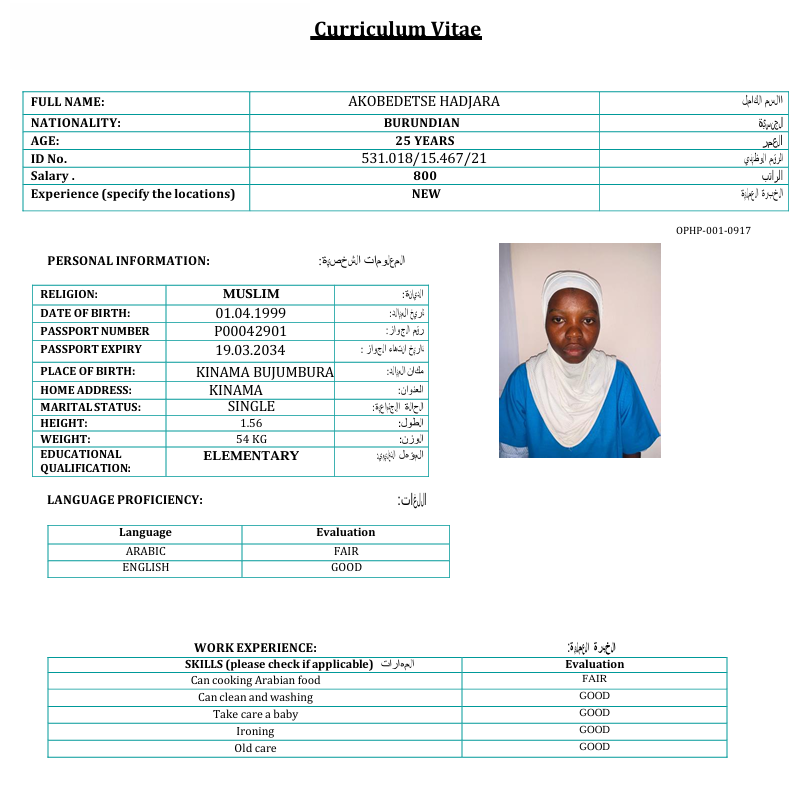 Curriculum Vitae
FULL NAME: AKOBEDETSE HADJARA الاسم الكامل
NATIONALITY: BURUNDIAN الجنسية
AGE: 25 YEARS العمر
ID No. 531.018/15.467/21
Salary . 800 الراتب
Experience (specify the locations) NEW الخبرة العملية
OPHP-001-0917
PERSONAL INFORMATION: المعلومات الشخصية:
RELIGION: MUSLIM الديانة:
DATE OF BIRTH: 01.04.1999 تاريخ الميلاد:
PASSPORT NUMBER P00042901 رقم الجواز:
PASSPORT EXPIRY 19.03.2034 تاريخ انتهاء الجواز :
PLACE OF BIRTH: KINAMA BUJUMBURA مكان الميلاد:
HOME ADDRESS: KINAMA العنوان:
MARITAL STATUS: SINGLE الحالة الاجتماعية:
HEIGHT: 1.56 الطول:
WEIGHT: 54 KG الوزن:
EDUCATIONAL ELEMENTARY
QUALIFICATION:
LANGUAGE PROFICIENCY: اللغات:
Language Evaluation
ARABIC FAIR
ENGLISH GOOD
WORK EXPERIENCE: الخبرة العملية:
SKILLS (please check if applicable) المهارات Evaluation
Can cooking Arabian food FAIR
Can clean and washing GOOD
Take care a baby GOOD
Ironing GOOD
Old care GOOD